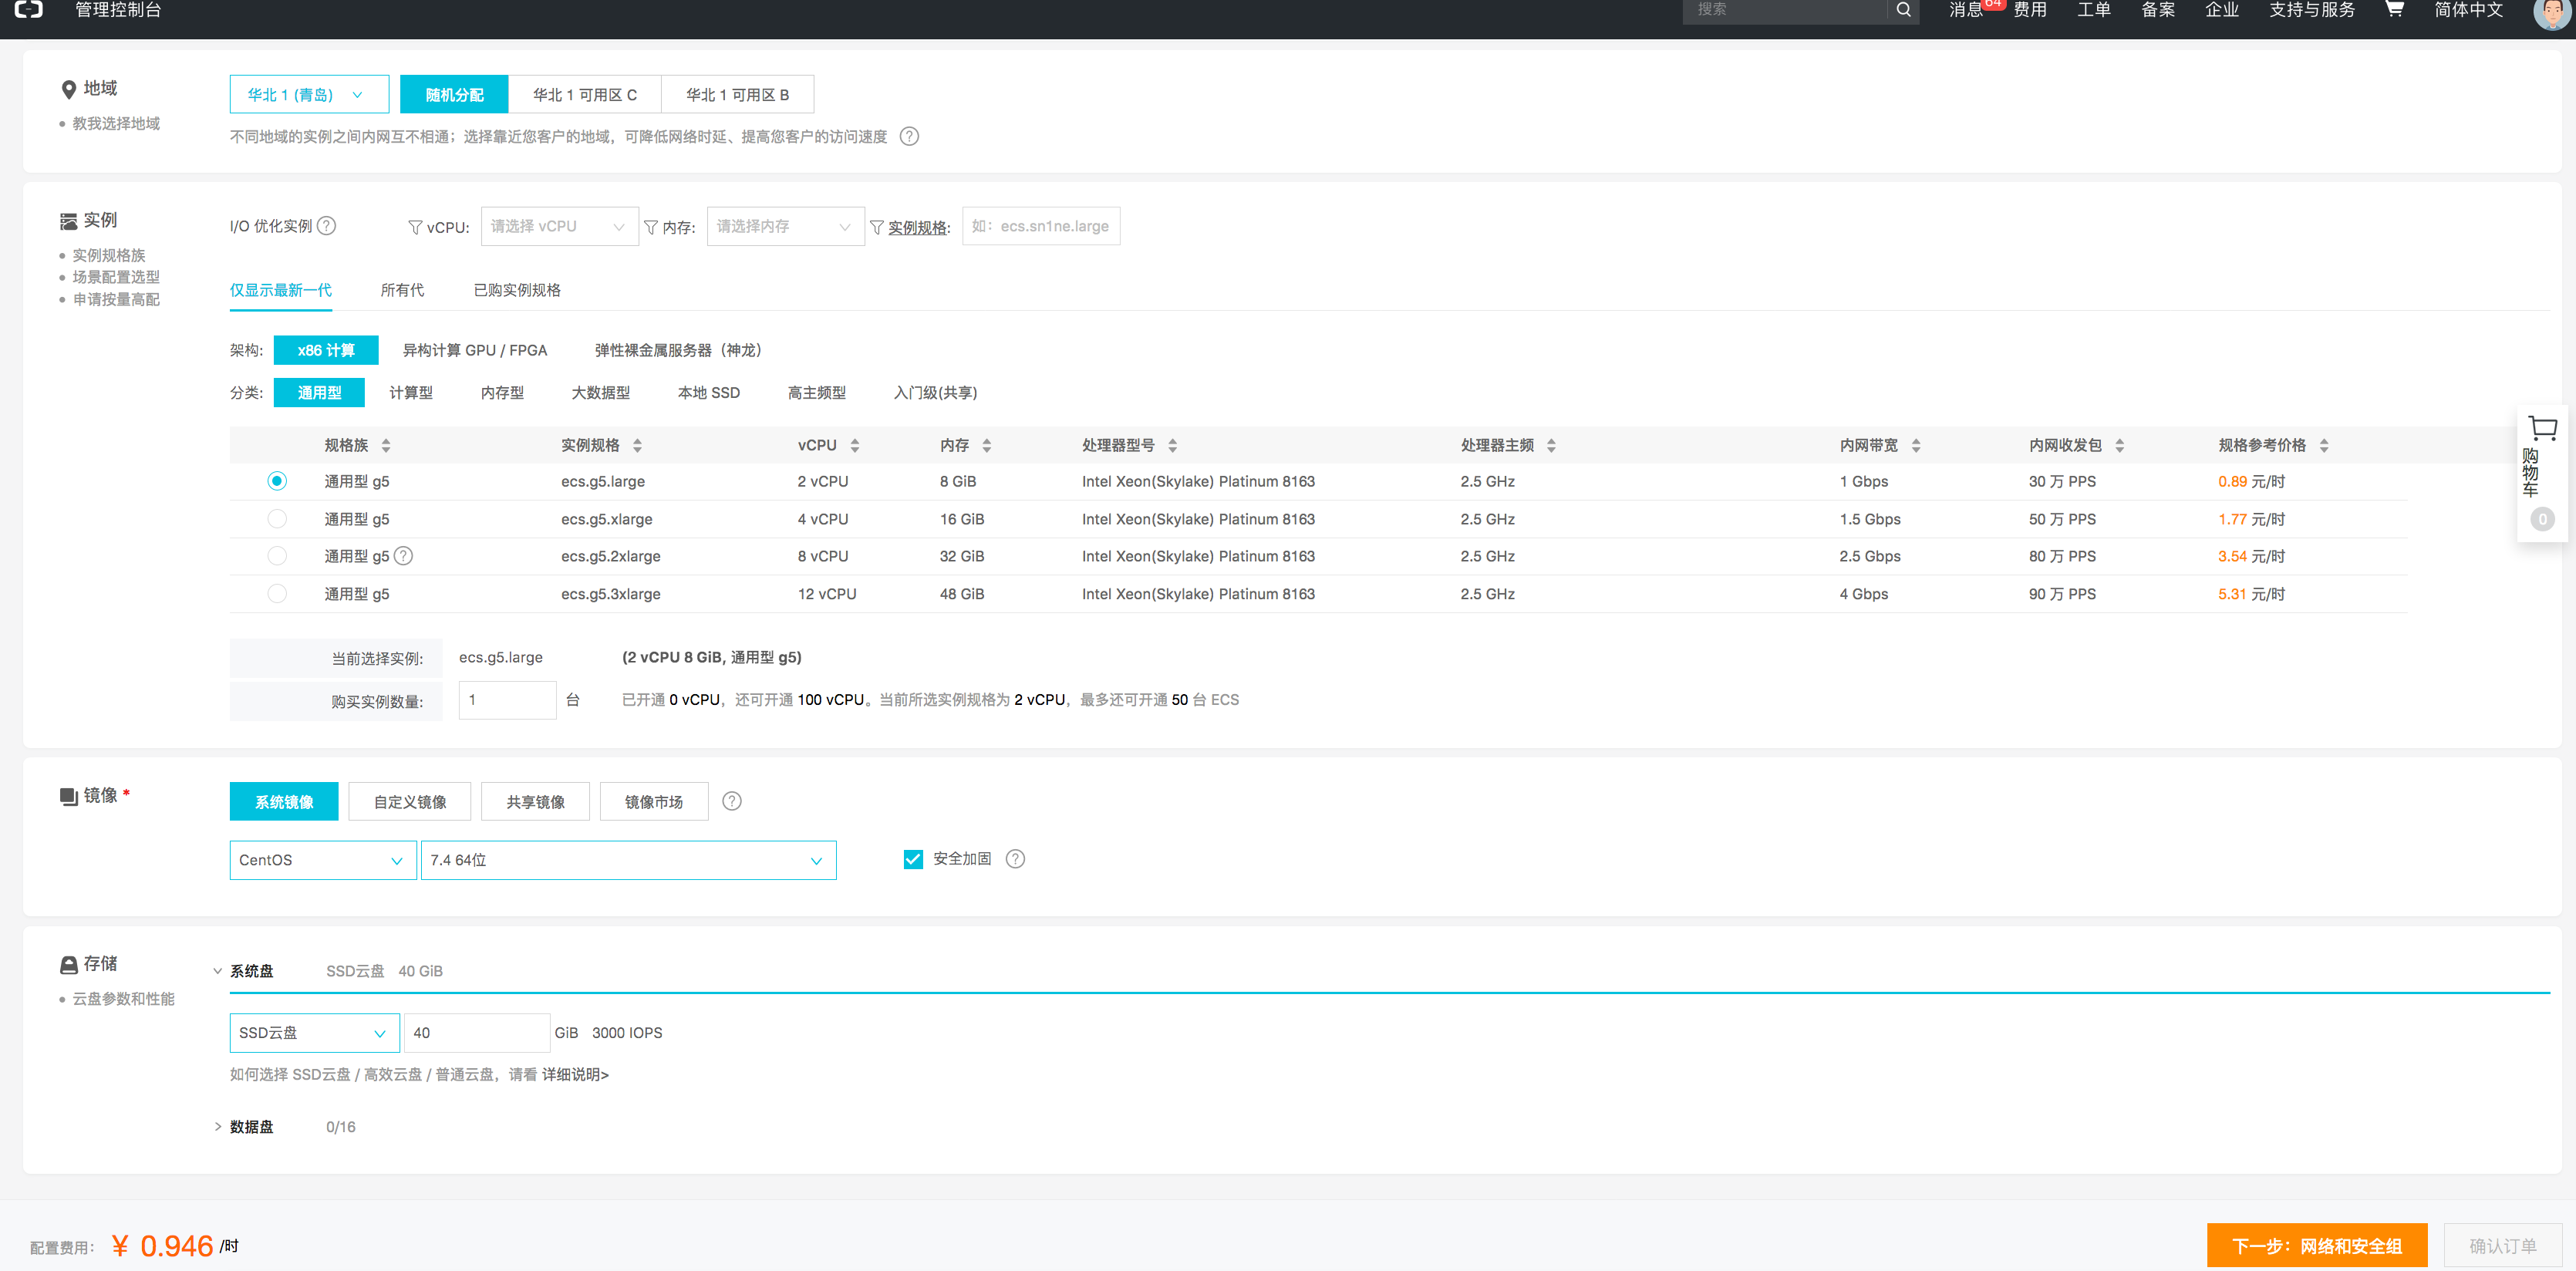 管理控制台 搜索 消息 64 费用 工单 备案 企业 支持与服务 简体中文
地域
教我选择地域
华北 1 (青岛) 随机分配 华北 1 可用区 C 华北 1 可用区 B
不同地域的实例之间内网互不相通；选择靠近您客户的地域，可降低网络时延、提高您客户的访问速度 ?
实例
实例规格族
场景配置选型
申请按量高配
I/O 优化实例 ? vCPU: 请选择 vCPU 内存: 请选择内存 实例规格: 如：ecs.sn1ne.large
仅显示最新一代 所有代 已购实例规格
架构: x86 计算 异构计算 GPU / FPGA 弹性裸金属服务器（神龙）
分类: 通用型 计算型 内存型 大数据型 本地 SSD 高主频型 入门级(共享)
规格族 实例规格 vCPU 内存 处理器型号 处理器主频 内网带宽 内网收发包 规格参考价格
通用型 g5 ecs.g5.large 2 vCPU 8 GiB Intel Xeon(Skylake) Platinum 8163 2.5 GHz 1 Gbps 30 万 PPS 0.89 元/时
通用型 g5 ecs.g5.xlarge 4 vCPU 16 GiB Intel Xeon(Skylake) Platinum 8163 2.5 GHz 1.5 Gbps 50 万 PPS 1.77 元/时
通用型 g5 ? ecs.g5.2xlarge 8 vCPU 32 GiB Intel Xeon(Skylake) Platinum 8163 2.5 GHz 2.5 Gbps 80 万 PPS 3.54 元/时
通用型 g5 ecs.g5.3xlarge 12 vCPU 48 GiB Intel Xeon(Skylake) Platinum 8163 2.5 GHz 4 Gbps 90 万 PPS 5.31 元/时
当前选择实例: ecs.g5.large (2 vCPU 8 GiB, 通用型 g5)
购买实例数量: 1 台 已开通 0 vCPU，还可开通 100 vCPU。当前所选实例规格为 2 vCPU，最多还可开通 50 台 ECS
购物车
0
镜像 *
系统镜像 自定义镜像 共享镜像 镜像市场 ?
CentOS 7.4 64位 安全加固 ?
存储
云盘参数和性能
系统盘 SSD云盘 40 GiB
SSD云盘 40 GiB 3000 IOPS
如何选择 SSD云盘 / 高效云盘 / 普通云盘，请看 详细说明>
数据盘 0/16
配置费用： ¥ 0.946 /时 下一步：网络和安全组 确认订单